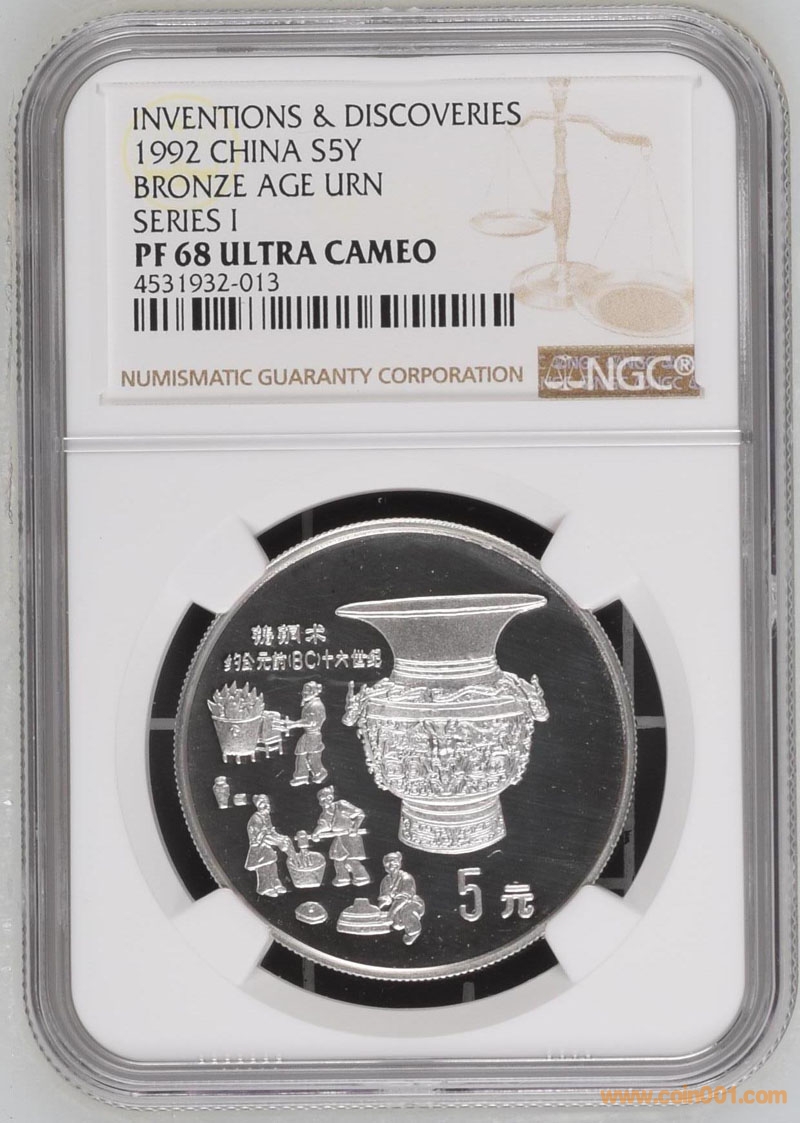 INVENTIONS & DISCOVERIES
1992 CHINA S5Y
BRONZE AGE URN
SERIES I
PF 68 ULTRA CAMEO
4531932-013
NUMISMATIC GUARANTY CORPORATION
NGC®
铸铜术
约公元前(BC)十六世纪
5元
www.coin001.com